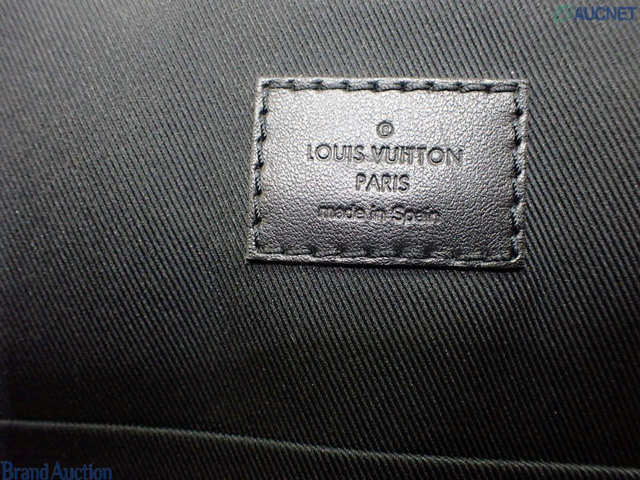 AUCNET
©
LOUIS VUITTON
PARIS
made in Spain
Brand Auction